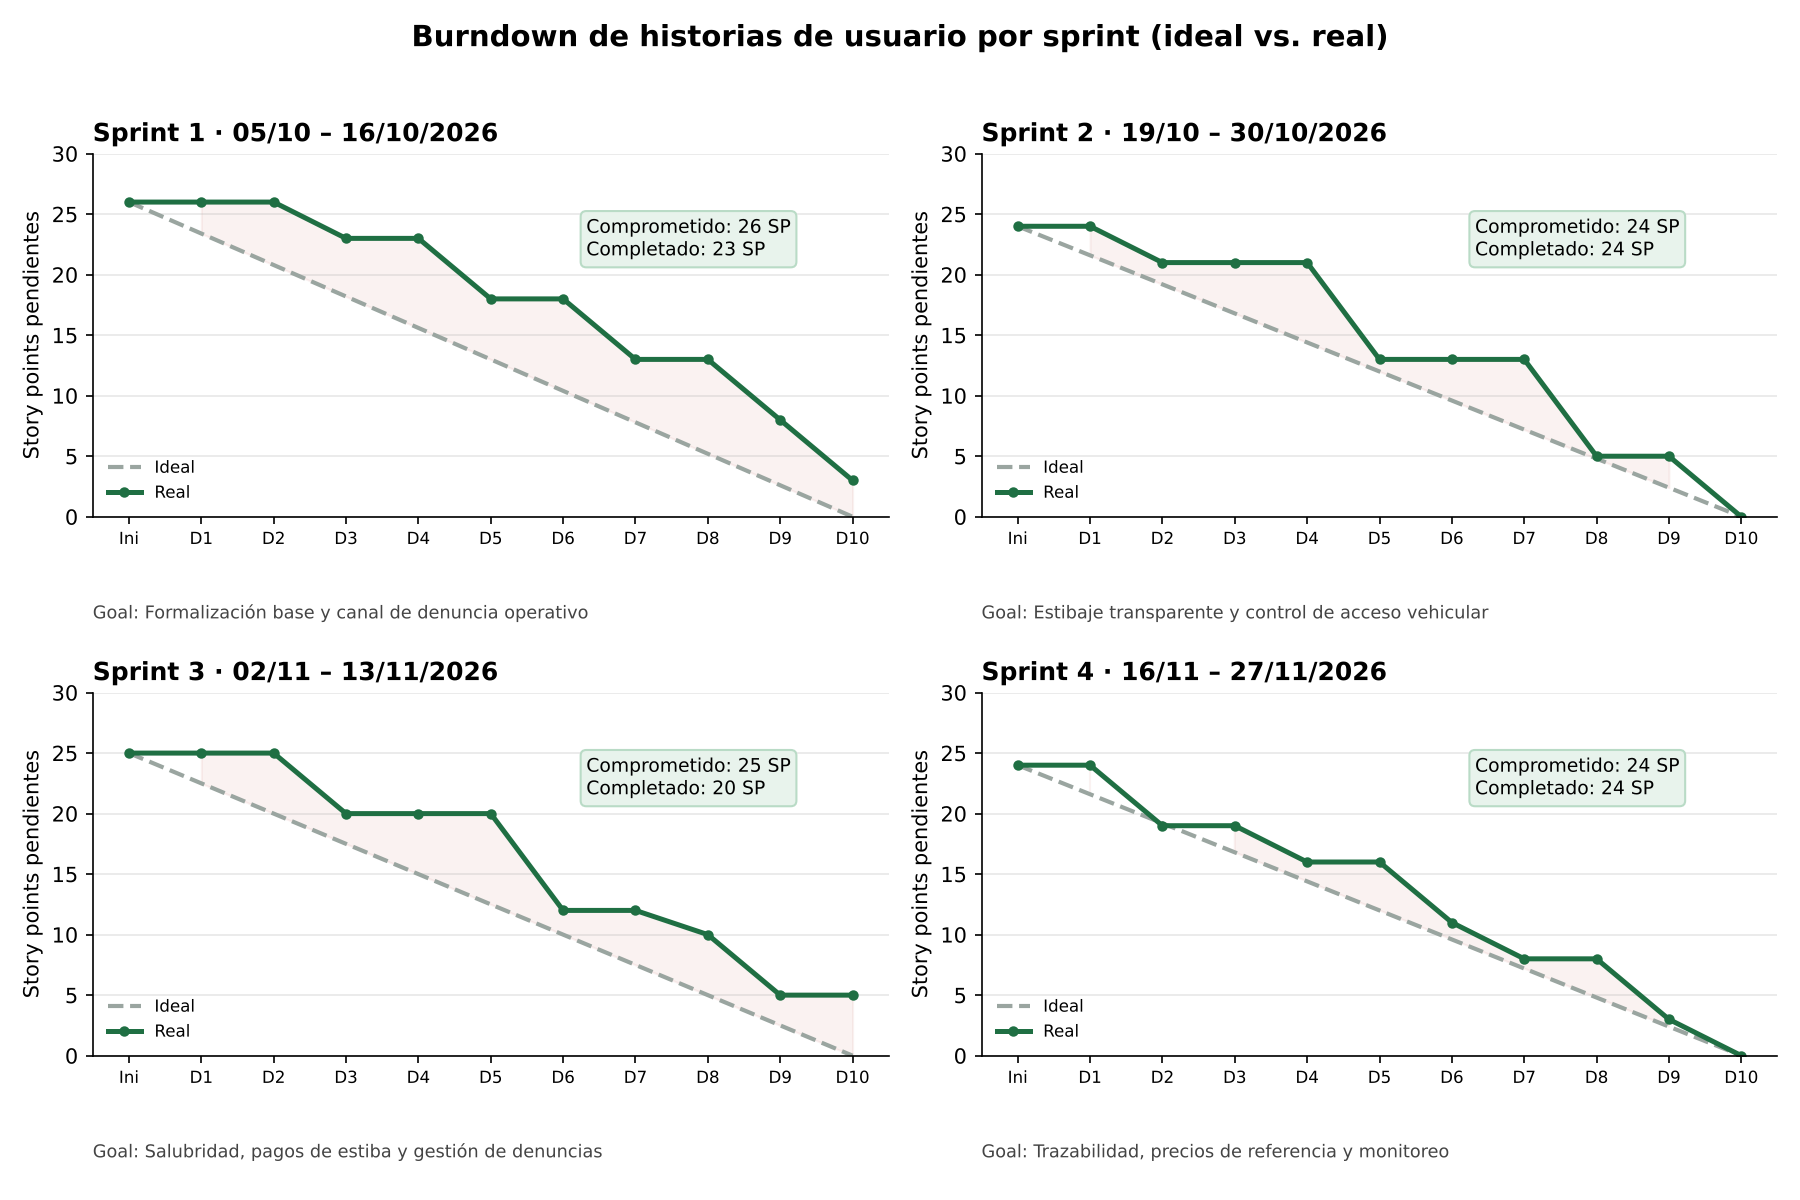 Burndown de historias de usuario por sprint (ideal vs. real)
Sprint 1 · 05/10 – 16/10/2026
30
25
20
15
10
5
0
Story points pendientes
Comprometido: 26 SP
Completado: 23 SP
Ideal
Real
Ini D1 D2 D3 D4 D5 D6 D7 D8 D9 D10
Goal: Formalización base y canal de denuncia operativo
Sprint 2 · 19/10 – 30/10/2026
30
25
20
15
10
5
0
Story points pendientes
Comprometido: 24 SP
Completado: 24 SP
Ideal
Real
Ini D1 D2 D3 D4 D5 D6 D7 D8 D9 D10
Goal: Estibaje transparente y control de acceso vehicular
Sprint 3 · 02/11 – 13/11/2026
30
25
20
15
10
5
0
Story points pendientes
Comprometido: 25 SP
Completado: 20 SP
Ideal
Real
Ini D1 D2 D3 D4 D5 D6 D7 D8 D9 D10
Goal: Salubridad, pagos de estiba y gestión de denuncias
Sprint 4 · 16/11 – 27/11/2026
30
25
20
15
10
5
0
Story points pendientes
Comprometido: 24 SP
Completado: 24 SP
Ideal
Real
Ini D1 D2 D3 D4 D5 D6 D7 D8 D9 D10
Goal: Trazabilidad, precios de referencia y monitoreo